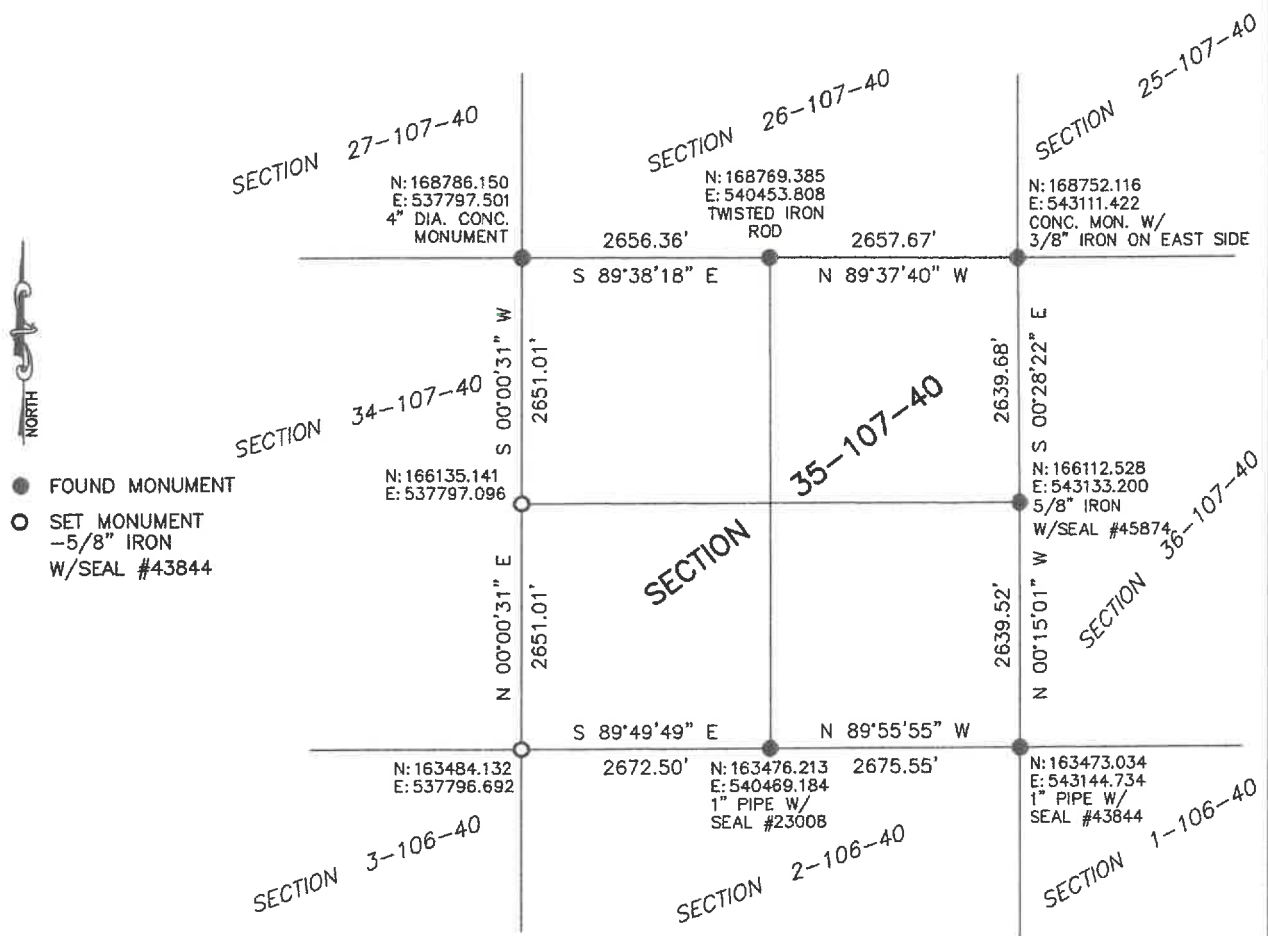 SECTION 27-107-40
SECTION 26-107-40
SECTION 25-107-40
N: 168786.150
E: 537797.501
4" DIA. CONC.
MONUMENT
N: 168769.385
E: 540453.808
TWISTED IRON
ROD
N: 168752.116
E: 543111.422
CONC. MON. W/
3/8" IRON ON EAST SIDE
2656.36'
2657.67'
S 89°38'18" E
N 89°37'40" W
NORTH
S 00°00'31" W
2651.01'
2639.68'
S 00°28'22" E
SECTION 34-107-40
SECTION 35-107-40
N: 166135.141
E: 537797.096
N: 166112.528
E: 543133.200
5/8" IRON
W/SEAL #45874
FOUND MONUMENT
SET MONUMENT
-5/8" IRON
W/SEAL #43844
SECTION 36-107-40
N 00°00'31" E
2651.01'
2639.52'
N 00°15'01" W
S 89°49'49" E
N 89°55'55" W
2672.50'
2675.55'
N: 163484.132
E: 537796.692
N: 163476.213
E: 540469.184
1" PIPE W/
SEAL #23008
N: 163473.034
E: 543144.734
1" PIPE W/
SEAL #43844
SECTION 3-106-40
SECTION 2-106-40
SECTION 1-106-40